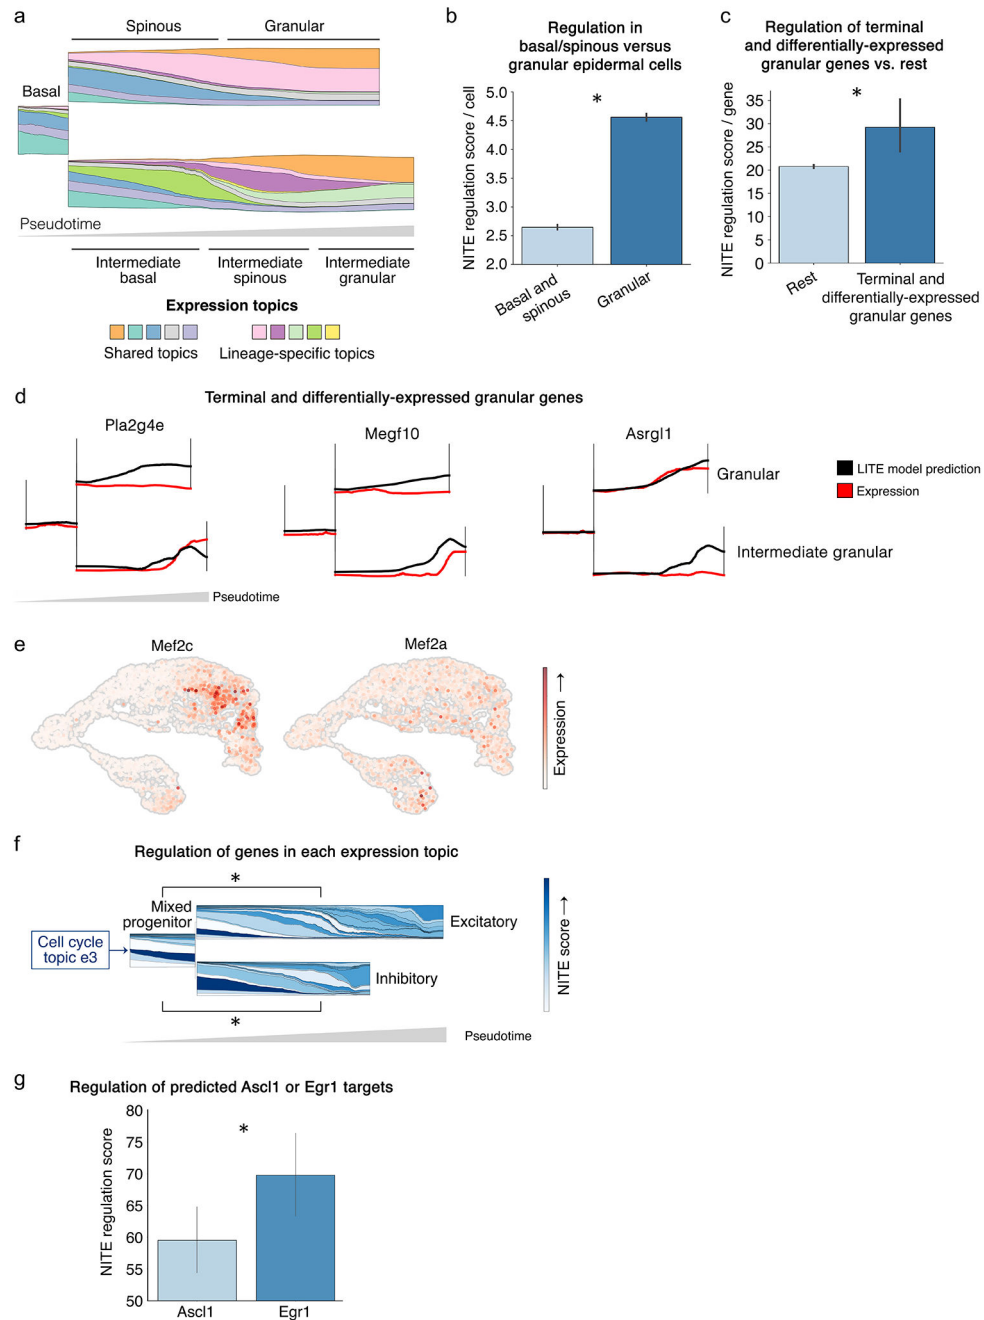 a
Spinous
Granular
Basal
Pseudotime
Intermediate
basal
Intermediate
spinous
Intermediate
granular
Expression topics
Shared topics
Lineage-specific topics
b
Regulation in
basal/spinous versus
granular epidermal cells
NITE regulation score / cell
5.0
4.5
4.0
3.5
3.0
2.5
2.0
*
Basal and
spinous
Granular
c
Regulation of terminal
and differentially-expressed
granular genes vs. rest
NITE regulation score / gene
35
30
25
20
15
10
5
0
*
Rest
Terminal and
differentially-expressed
granular genes
d
Terminal and differentially-expressed granular genes
Pla2g4e
Megf10
Asrgl1
Granular
Intermediate granular
LITE model prediction
Expression
Pseudotime
e
Mef2c
Mef2a
Expression →
f
Regulation of genes in each expression topic
*
Mixed
progenitor
Excitatory
Cell cycle
topic e3
Inhibitory
*
NITE score →
Pseudotime
g
Regulation of predicted Ascl1 or Egr1 targets
NITE regulation score
80
75
70
65
60
55
50
*
Ascl1
Egr1